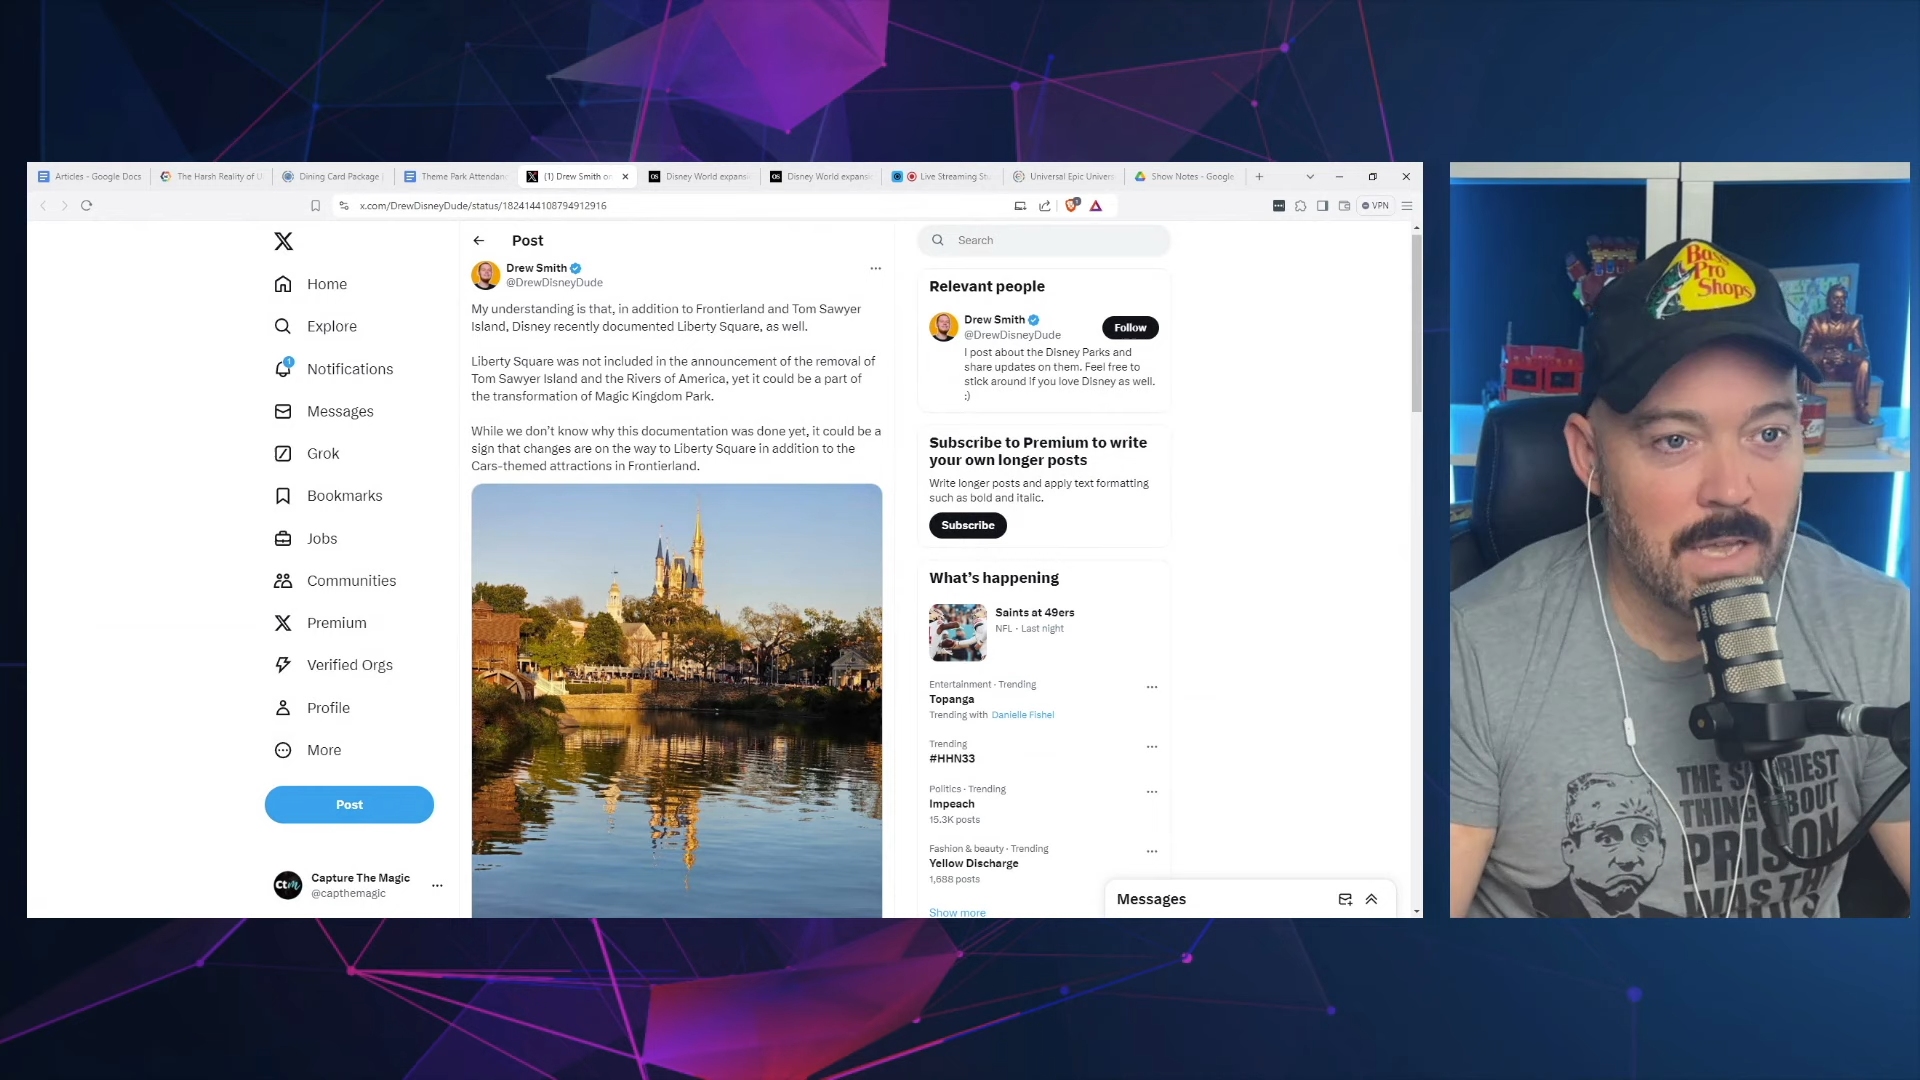 Articles - Google Docs
The Harsh Reality of U
Dining Card Package
Theme Park Attendan
(1) Drew Smith on
Disney World expans
Disney World expans
Live Streaming St
Universal Epic Univers
Show Notes - Google
x.com/DrewDisneyDude/status/1824144108794912916
VPN
Home
Explore
1
Notifications
Messages
Grok
Bookmarks
Jobs
Communities
Premium
Verified Orgs
Profile
More
Post
Capture The Magic
@capthemagic
Post
Drew Smith
@DrewDisneyDude
My understanding is that, in addition to Frontierland and Tom Sawyer
Island, Disney recently documented Liberty Square, as well.
Liberty Square was not included in the announcement of the removal of
Tom Sawyer Island and the Rivers of America, yet it could be a part of
the transformation of Magic Kingdom Park.
While we don't know why this documentation was done yet, it could be a
sign that changes are on the way to Liberty Square in addition to the
Cars-themed attractions in Frontierland.
Search
Relevant people
Drew Smith
@DrewDisneyDude
Follow
I post about the Disney Parks and
share updates on them. Feel free to
stick around if you love Disney as well.
:)
Subscribe to Premium to write
your own longer posts
Write longer posts and apply text formatting
such as bold and italic.
Subscribe
What's happening
Saints at 49ers
NFL · Last night
Entertainment · Trending
Topanga
Trending with Danielle Fishel
Trending
#HHN33
Politics · Trending
Impeach
15.3K posts
Fashion & beauty · Trending
Yellow Discharge
1,688 posts
Show more
Messages
Bass
Pro
Shops
THE
THING ABOUT
PRISON
WAS